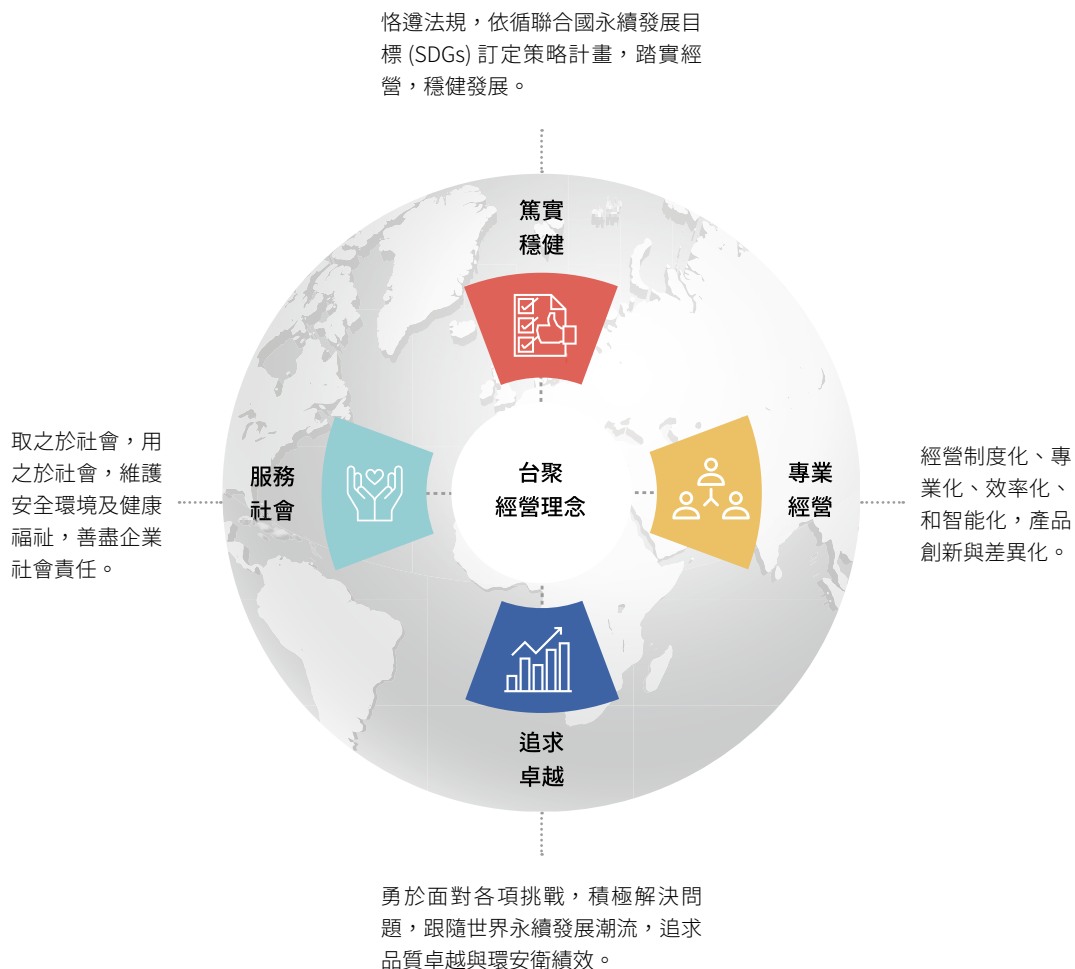 恪遵法規，依循聯合國永續發展目
標 (SDGs) 訂定策略計畫，踏實經
營，穩健發展。
篤實
穩健
取之於社會，用
之於社會，維護
安全環境及健康
福祉，善盡企業
社會責任。
服務
社會
台聚
經營理念
專業
經營
經營制度化、專
業化、效率化、
和智能化，產品
創新與差異化。
追求
卓越
勇於面對各項挑戰，積極解決問
題，跟隨世界永續發展潮流，追求
品質卓越與環安衛績效。